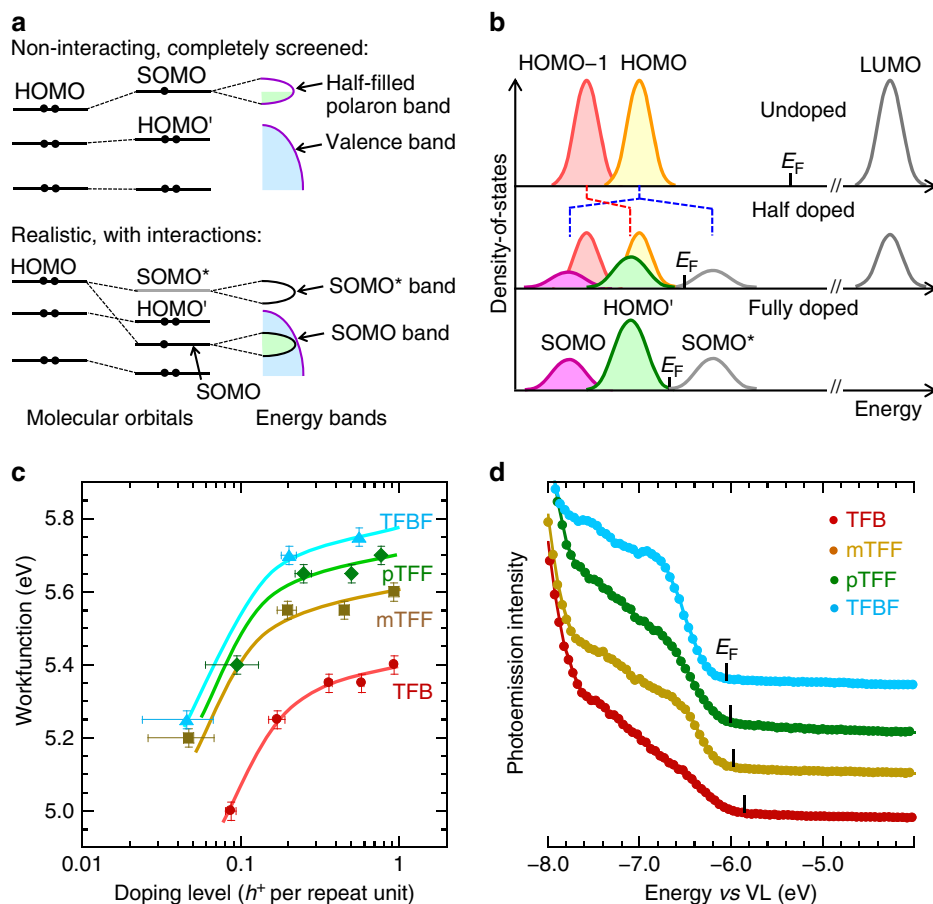 a
Non-interacting, completely screened:
HOMO
SOMO
Half-filled
polaron band
HOMO'
Valence band
Realistic, with interactions:
HOMO
SOMO*
SOMO* band
HOMO'
SOMO band
SOMO
Molecular orbitals
Energy bands
b
Density-of-states
HOMO–1
HOMO
LUMO
Undoped
EF
//
Half doped
EF
//
Fully doped
HOMO'
SOMO
SOMO*
EF
//
Energy
c
Workfunction (eV)
5.8
5.6
5.4
5.2
5.0
TFBF
pTFF
mTFF
TFB
0.01
0.1
1
Doping level (h+ per repeat unit)
d
Photoemission intensity
TFB
mTFF
pTFF
TFBF
EF
-8.0
-7.0
-6.0
-5.0
Energy vs VL (eV)